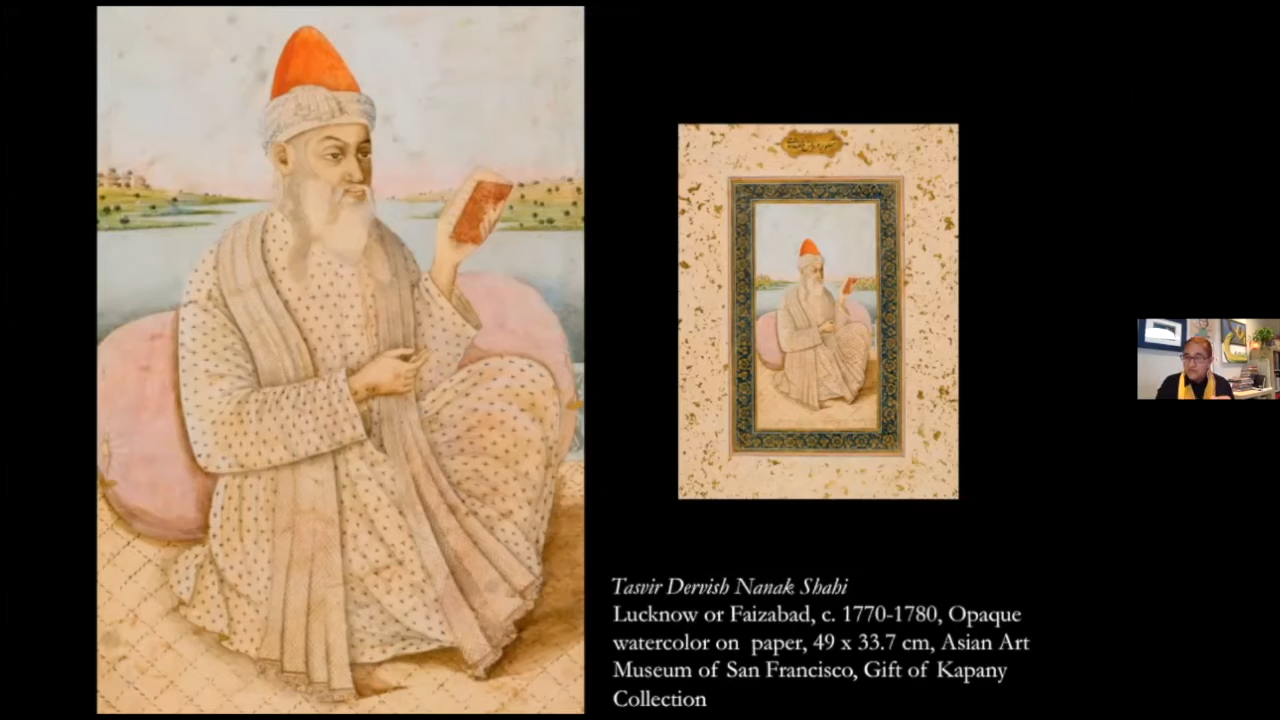 Tasvir Dervish Nanak Shahi
Lucknow or Faizabad, c. 1770-1780, Opaque
watercolor on paper, 49 x 33.7 cm, Asian Art
Museum of San Francisco, Gift of Kapany
Collection